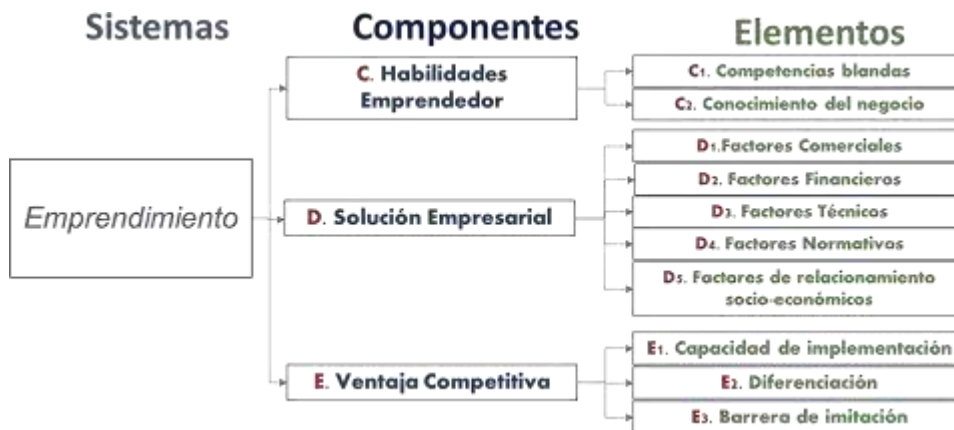 Sistemas
Componentes
Elementos
C. Habilidades
Emprendedor
C1. Competencias blandas
C2. Conocimiento del negocio
Emprendimiento
D. Solución Empresarial
D1.Factores Comerciales
D2. Factores Financieros
D3. Factores Técnicos
D4. Factores Normativos
D5. Factores de relacionamiento
socio-económicos
E. Ventaja Competitiva
E1. Capacidad de implementación
E2. Diferenciación
E3. Barrera de imitación